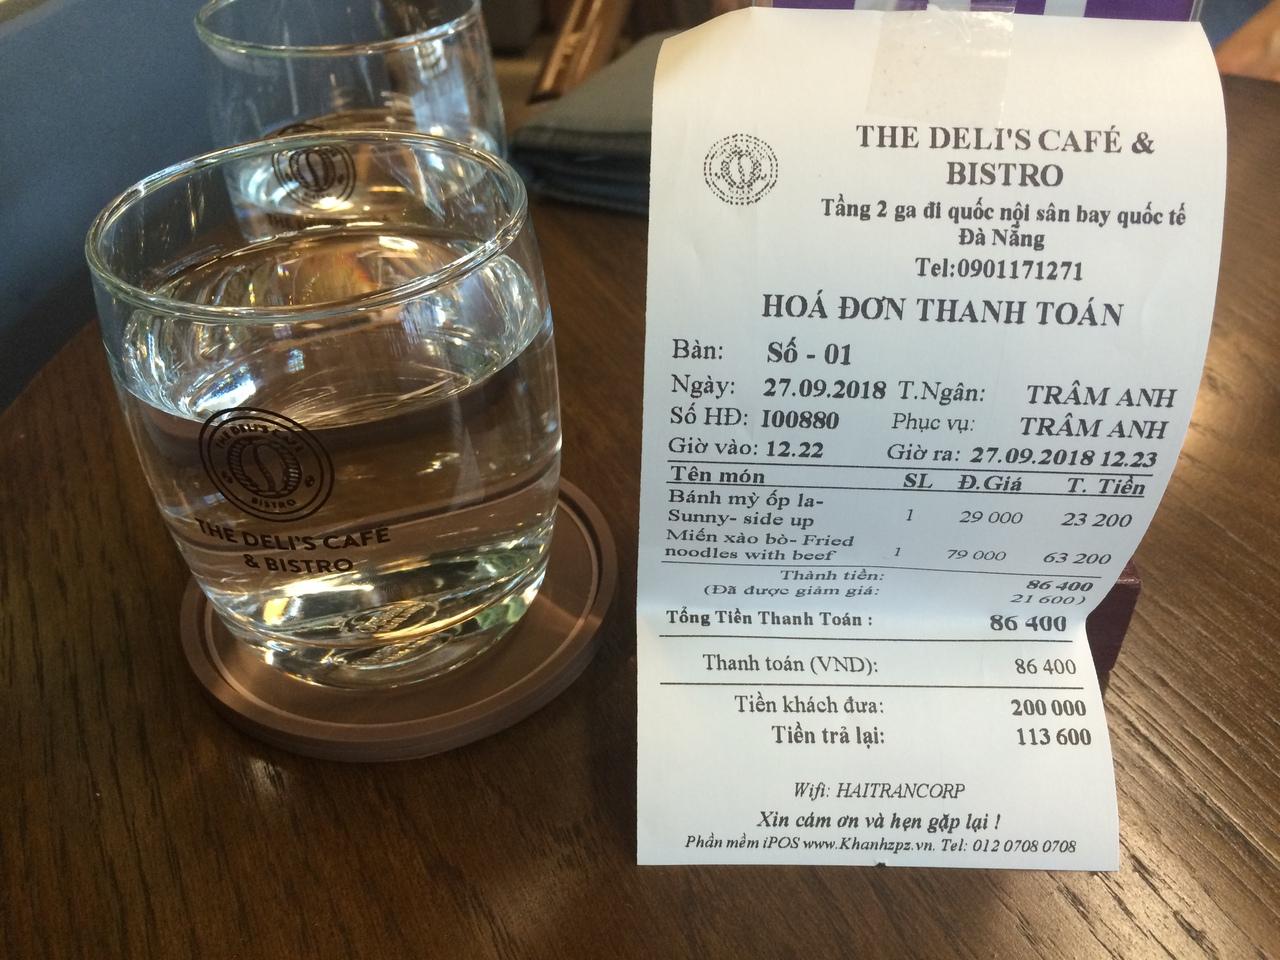 THE DELI'S CAFÉ &
BISTRO
Tầng 2 ga đi quốc nội sân bay quốc tế
Đà Nẵng
Tel:0901171271
HOÁ ĐƠN THANH TOÁN
Bàn: Số - 01
Ngày: 27.09.2018 T.Ngân: TRÂM ANH
Số HĐ: I00880 Phục vụ: TRÂM ANH
Giờ vào: 12.22 Giờ ra: 27.09.2018 12.23
Tên món SL Đ.Giá T. Tiền
Bánh mỳ ốp la-
Sunny- side up 1 29 000 23 200
Miến xào bò- Fried
noodles with beef 1 79 000 63 200
Thành tiền: 86 400
(Đã được giảm giá: 21 600)
Tổng Tiền Thanh Toán : 86 400
Thanh toán (VND): 86 400
Tiền khách đưa: 200 000
Tiền trả lại: 113 600
Wifi: HAITRANCORP
Xin cám ơn và hẹn gặp lại !
Phần mềm iPOS www.Khanhzpz.vn. Tel: 012 0708 0708
THE DELI'S CAFÉ
BISTRO
THE DELI'S CAFÉ
& BISTRO